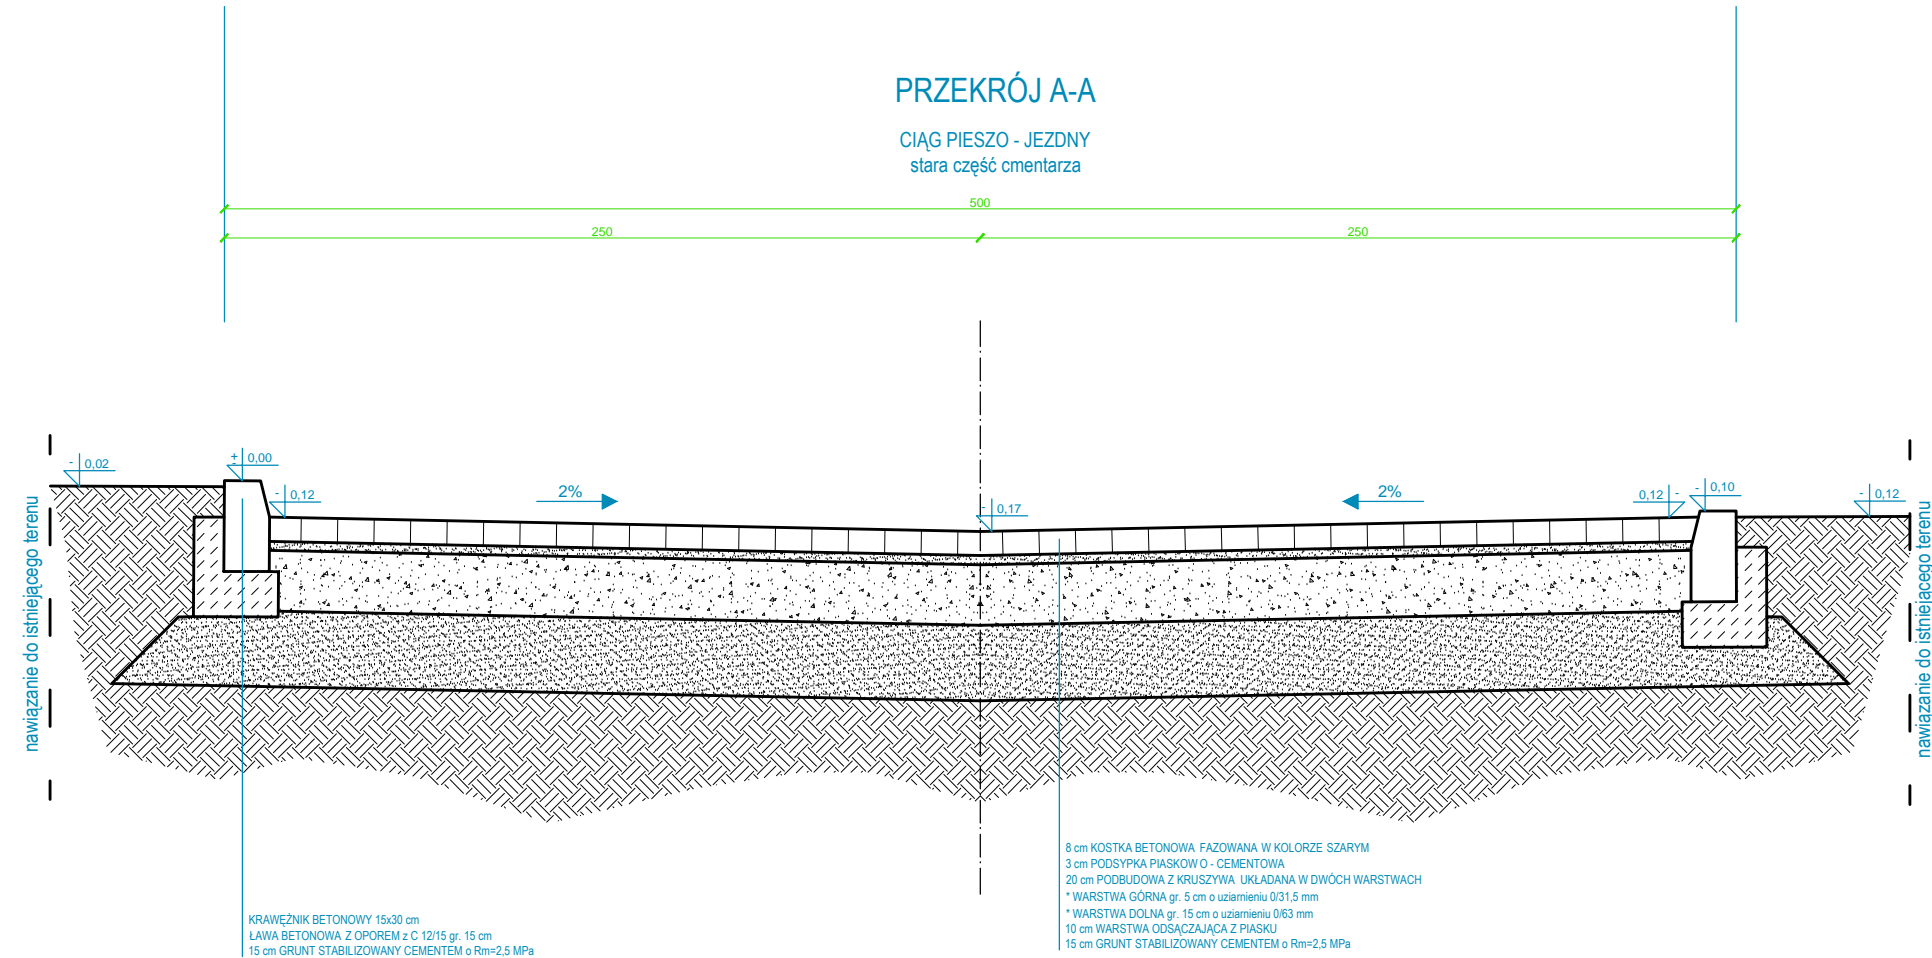 PRZEKRÓJ A-A
CIĄG PIESZO - JEZDNY
stara część cmentarza
500
250
250
- 0,02
+
- 0,00
- 0,12
2%
- 0,17
2%
0,12 -
- 0,10
- 0,12
nawiązanie do istniejącego terenu
nawiązanie do istniejącego terenu
8 cm KOSTKA BETONOWA FAZOWANA W KOLORZE SZARYM
3 cm PODSYPKA PIASKOWO - CEMENTOWA
20 cm PODBUDOWA Z KRUSZYWA UKŁADANA W DWÓCH WARSTWACH
* WARSTWA GÓRNA gr. 5 cm o uziarnieniu 0/31,5 mm
* WARSTWA DOLNA gr. 15 cm o uziarnieniu 0/63 mm
10 cm WARSTWA ODSĄCZAJĄCA Z PIASKU
15 cm GRUNT STABILIZOWANY CEMENTEM o Rm=2,5 MPa
KRAWĘŻNIK BETONOWY 15x30 cm
ŁAWA BETONOWA Z OPOREM z C 12/15 gr. 15 cm
15 cm GRUNT STABILIZOWANY CEMENTEM o Rm=2,5 MPa